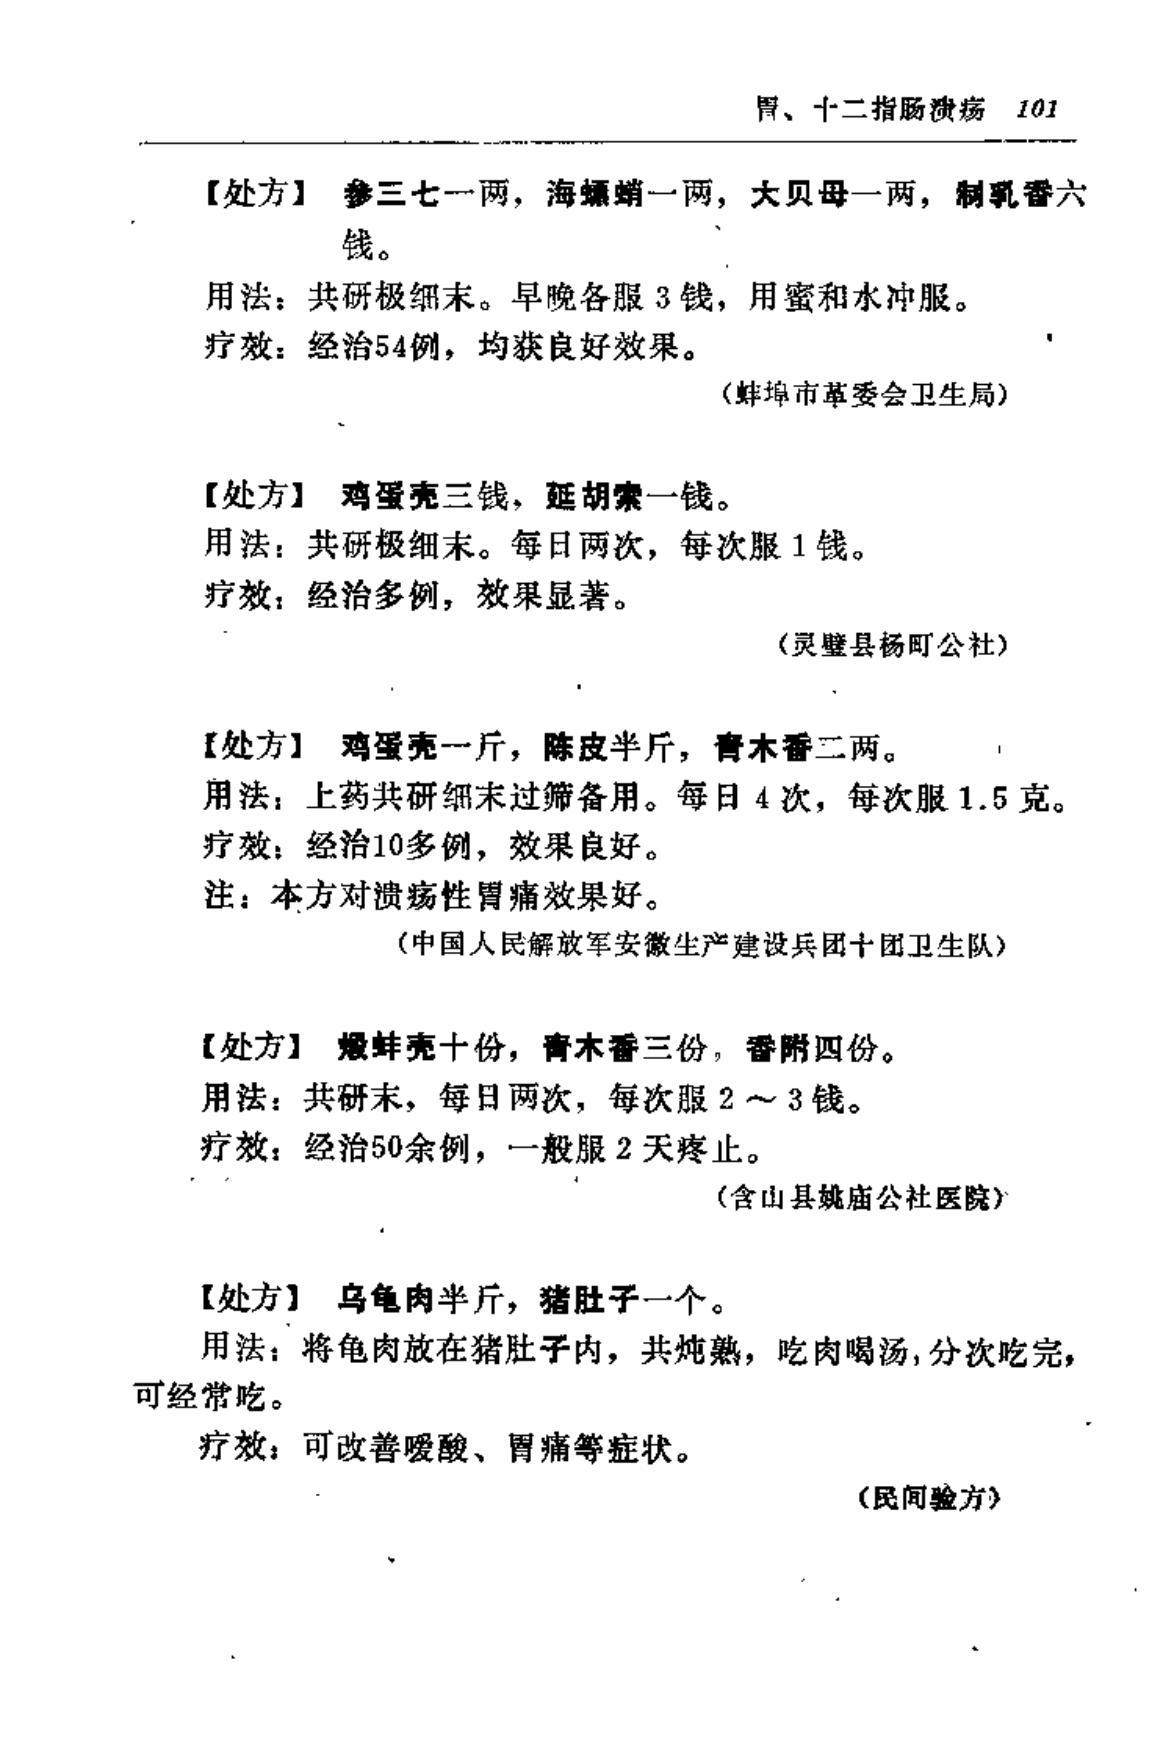 胃、十二指肠溃疡 101
【处方】 参三七一两，海螵蛸一两，大贝母一两，制乳香六
钱。
用法：共研极细末。早晚各服3钱，用蜜和水冲服。
疗效：经治54例，均获良好效果。
（蚌埠市革委会卫生局）
【处方】 鸡蛋壳三钱，延胡索一钱。
用法：共研极细末。每日两次，每次服1钱。
疗效：经治多例，效果显著。
（灵璧县杨町公社）
【处方】 鸡蛋壳一斤，陈皮半斤，青木香二两。
用法：上药共研细末过筛备用。每日4次，每次服1.5克。
疗效：经治10多例，效果良好。
注：本方对溃疡性胃痛效果好。
（中国人民解放军安徽生产建设兵团十团卫生队）
【处方】 煅蚌壳十份，青木香三份，香附四份。
用法：共研末，每日两次，每次服2～3钱。
疗效：经治50余例，一般服2天疼止。
（含山县姚庙公社医院）
【处方】 乌龟肉半斤，猪肚子一个。
用法：将龟肉放在猪肚子内，共炖熟，吃肉喝汤，分次吃完，
可经常吃。
疗效：可改善嗳酸、胃痛等症状。
（民间验方）